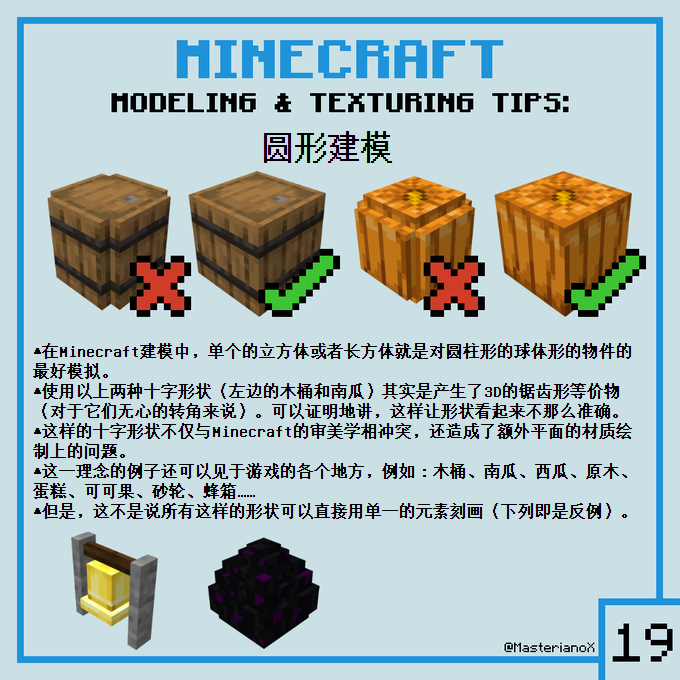 MINECRAFT
MODELING & TEXTURING TIPS:
圆形建模
▲在Minecraft建模中，单个的立方体或者长方体就是对圆柱形的球体形的物件的
最好模拟。
▲使用以上两种十字形状（左边的木桶和南瓜）其实是产生了3D的锯齿形等价物
（对于它们无心的转角来说）。可以证明地讲，这样让形状看起来不那么准确。
▲这样的十字形状不仅与Minecraft的审美学相冲突，还造成了额外平面的材质绘
制上的问题。
▲这一理念的例子还可以见于游戏的各个地方，例如：木桶、南瓜、西瓜、原木、
蛋糕、可可果、砂轮、蜂箱……
▲但是，这不是说所有这样的形状可以直接用单一的元素刻画（下列即是反例）。
@MasterianoX
19